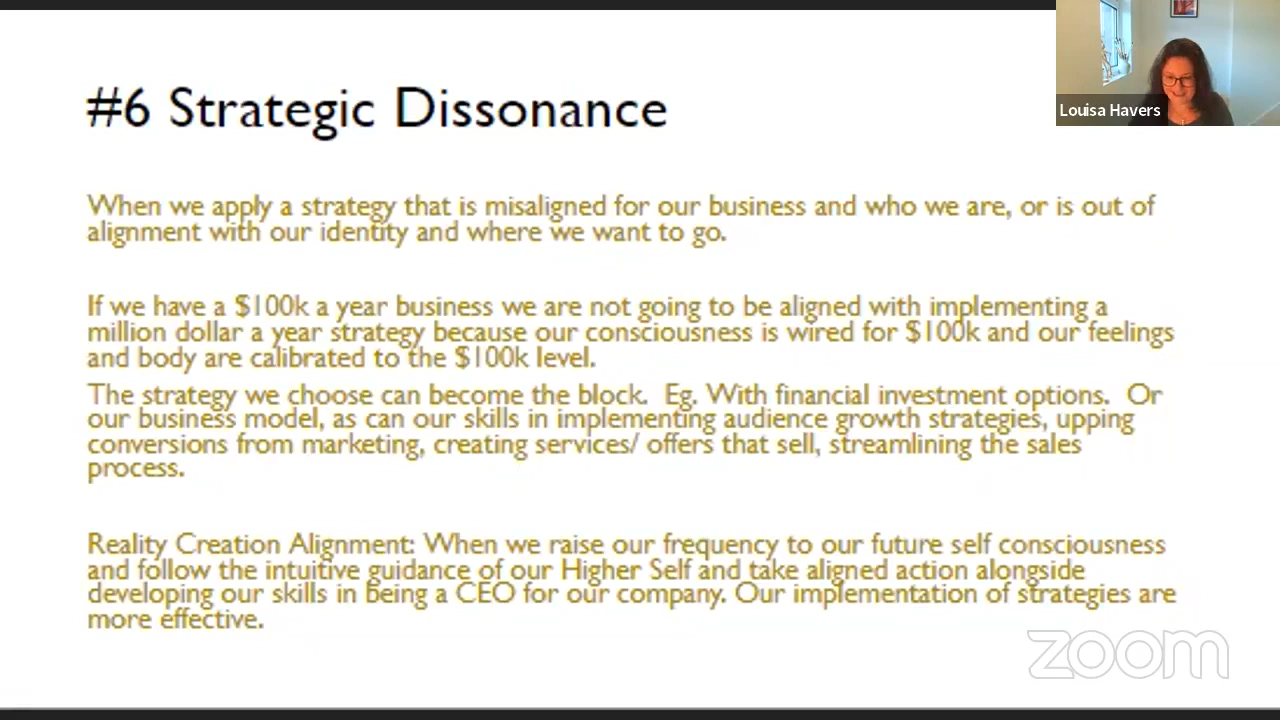 #6 Strategic Dissonance
Louisa Havers
When we apply a strategy that is misaligned for our business and who we are, or is out of
alignment with our identity and where we want to go.
If we have a $100k a year business we are not going to be aligned with implementing a
million dollar a year strategy because our consciousness is wired for $100k and our feelings
and body are calibrated to the $100k level.
The strategy we choose can become the block.  Eg. With financial investment options.  Or
our business model, as can our skills in implementing audience growth strategies, upping
conversions from marketing, creating services/ offers that sell, streamlining the sales
process.
Reality Creation Alignment: When we raise our frequency to our future self consciousness
and follow the intuitive guidance of our Higher Self and take aligned action alongside
developing our skills in being a CEO for our company. Our implementation of strategies are
more effective.
zoom